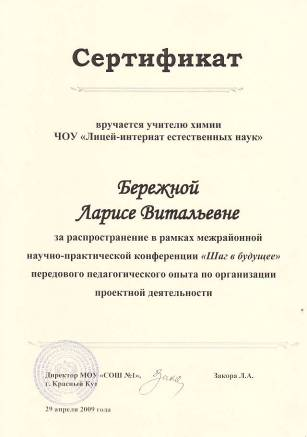 Сертификат
вручается учителю химии
ЧОУ «Лицей-интернат естественных наук»
Бережной
Ларисе Витальевне
за распространение в рамках межрайонной
научно-практической конференции «Шаг в будущее»
передового педагогического опыта по организации
проектной деятельности
Директор МОУ «СОШ №1», Закора Л.А.
г. Красный Кут
29 апреля 2009 года